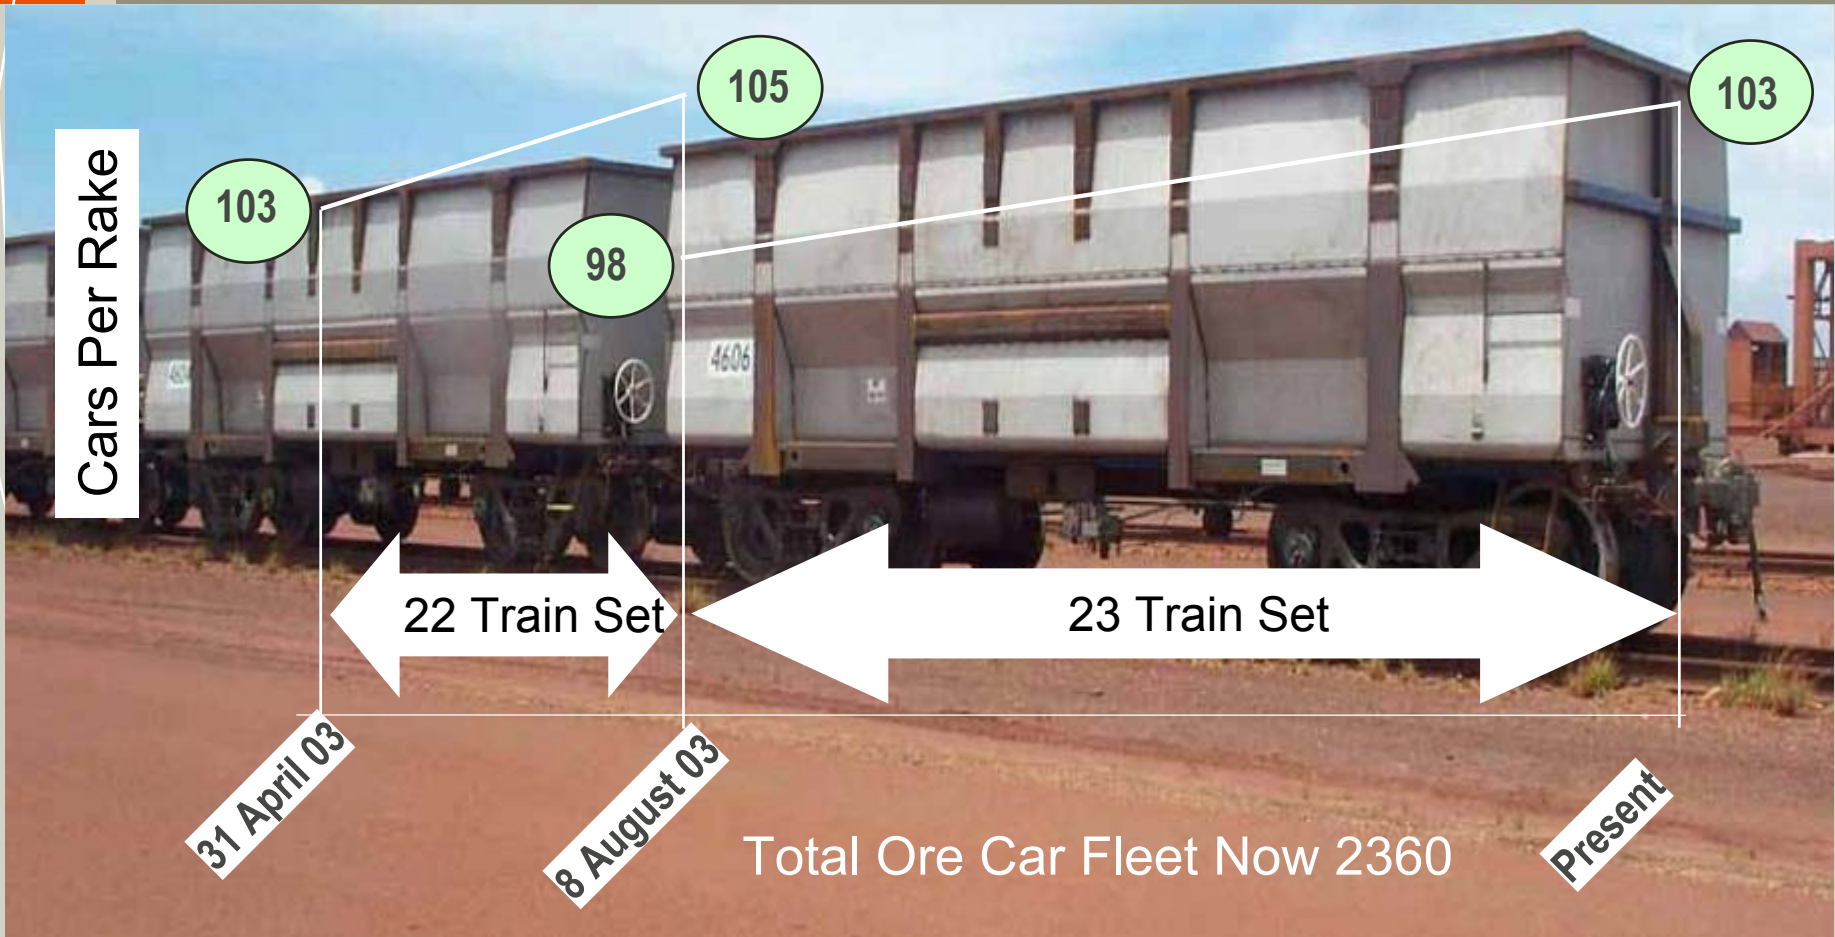 Cars Per Rake
103
105
98
103
4606
22 Train Set
23 Train Set
31 April 03
8 August 03
Present
Total Ore Car Fleet Now 2360